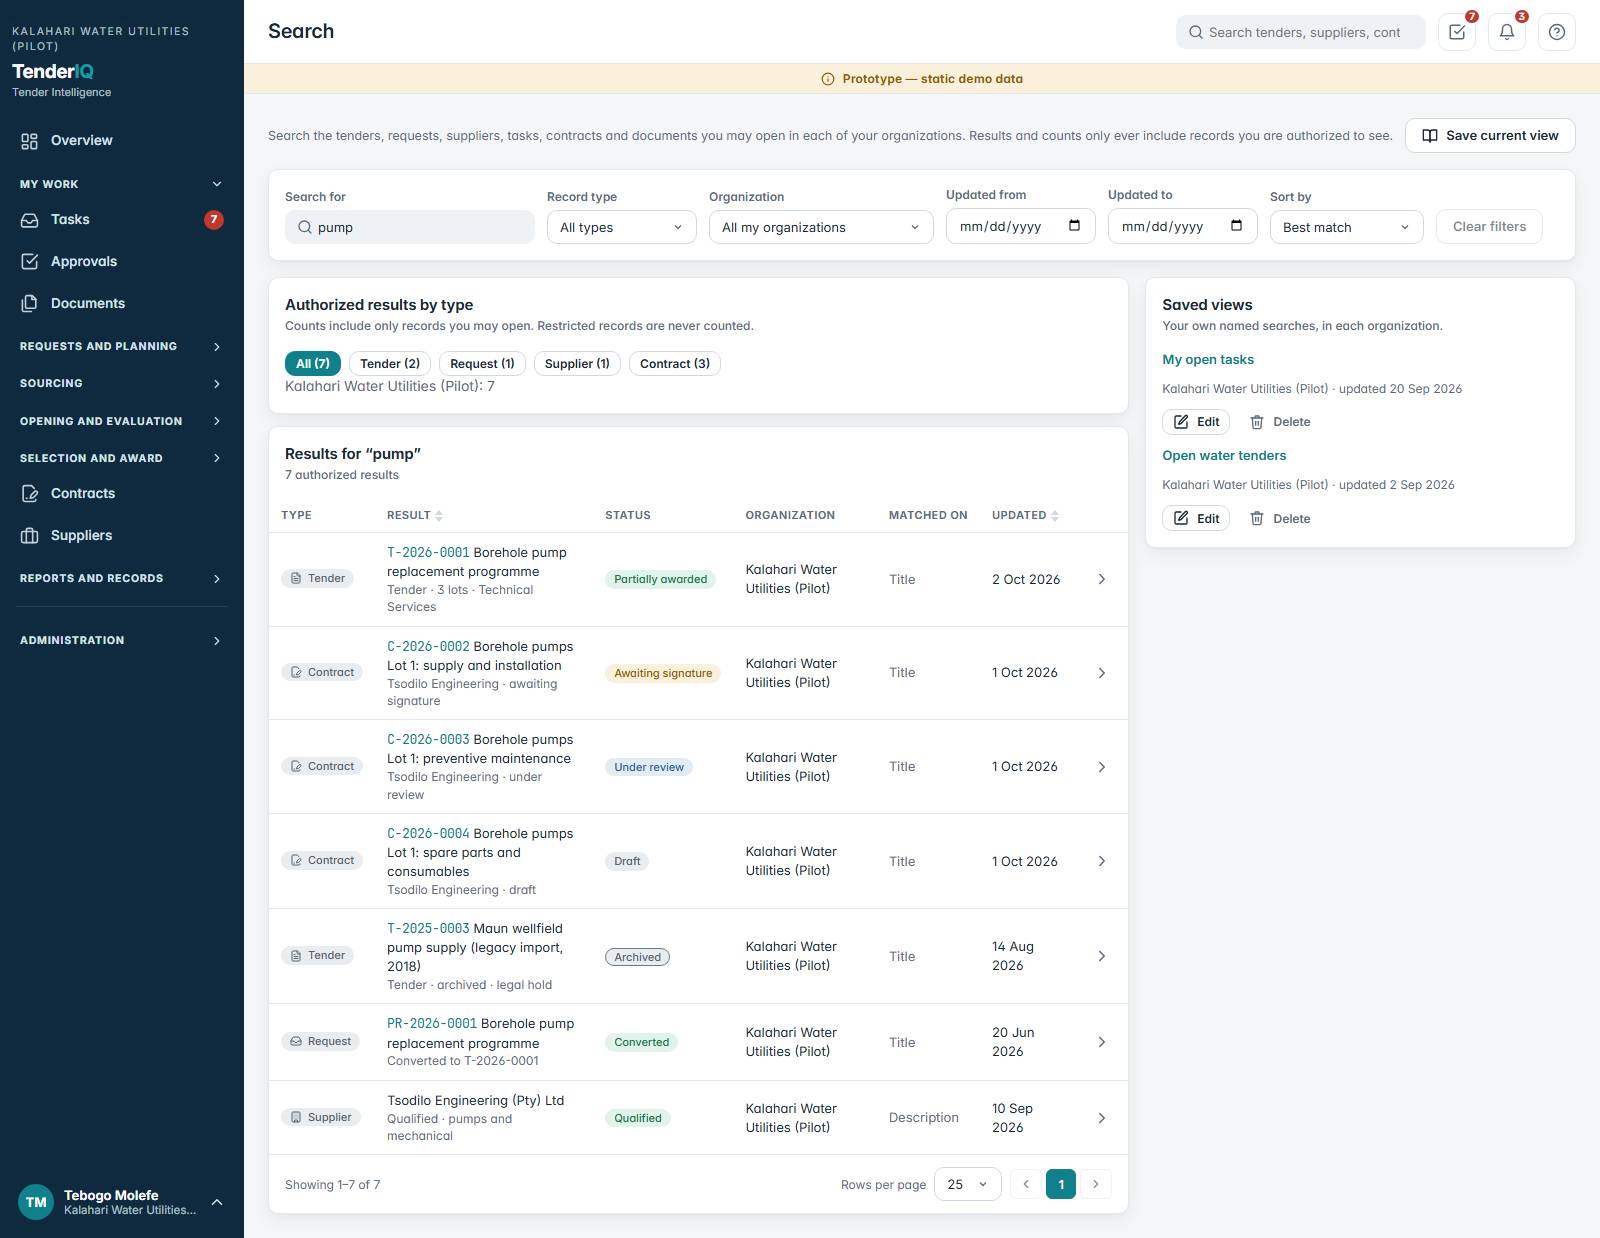 KALAHARI WATER UTILITIES
(PILOT)
TenderIQ
Tender Intelligence
Overview
MY WORK
Tasks 7
Approvals
Documents
REQUESTS AND PLANNING
SOURCING
OPENING AND EVALUATION
SELECTION AND AWARD
Contracts
Suppliers
REPORTS AND RECORDS
ADMINISTRATION
TM
Tebogo Molefe
Kalahari Water Utilities...
Search
Search tenders, suppliers, cont
7
3
Prototype — static demo data
Search the tenders, requests, suppliers, tasks, contracts and documents you may open in each of your organizations. Results and counts only ever include records you are authorized to see.
Save current view
Search for
pump
Record type
All types
Organization
All my organizations
Updated from
mm/dd/yyyy
Updated to
mm/dd/yyyy
Sort by
Best match
Clear filters
Authorized results by type
Counts include only records you may open. Restricted records are never counted.
All (7) Tender (2) Request (1) Supplier (1) Contract (3)
Kalahari Water Utilities (Pilot): 7
Results for “pump”
7 authorized results
TYPE RESULT STATUS ORGANIZATION MATCHED ON UPDATED
Tender
T-2026-0001 Borehole pump
replacement programme
Tender · 3 lots · Technical
Services
Partially awarded
Kalahari Water
Utilities (Pilot)
Title
2 Oct 2026
Contract
C-2026-0002 Borehole pumps
Lot 1: supply and installation
Tsodilo Engineering · awaiting
signature
Awaiting signature
Kalahari Water
Utilities (Pilot)
Title
1 Oct 2026
Contract
C-2026-0003 Borehole pumps
Lot 1: preventive maintenance
Tsodilo Engineering · under
review
Under review
Kalahari Water
Utilities (Pilot)
Title
1 Oct 2026
Contract
C-2026-0004 Borehole pumps
Lot 1: spare parts and
consumables
Tsodilo Engineering · draft
Draft
Kalahari Water
Utilities (Pilot)
Title
1 Oct 2026
Tender
T-2025-0003 Maun wellfield
pump supply (legacy import,
2018)
Tender · archived · legal hold
Archived
Kalahari Water
Utilities (Pilot)
Title
14 Aug
2026
Request
PR-2026-0001 Borehole pump
replacement programme
Converted to T-2026-0001
Converted
Kalahari Water
Utilities (Pilot)
Title
20 Jun
2026
Supplier
Tsodilo Engineering (Pty) Ltd
Qualified · pumps and
mechanical
Qualified
Kalahari Water
Utilities (Pilot)
Description
10 Sep
2026
Showing 1–7 of 7
Rows per page 25
1
Saved views
Your own named searches, in each organization.
My open tasks
Kalahari Water Utilities (Pilot) · updated 20 Sep 2026
Edit Delete
Open water tenders
Kalahari Water Utilities (Pilot) · updated 2 Sep 2026
Edit Delete